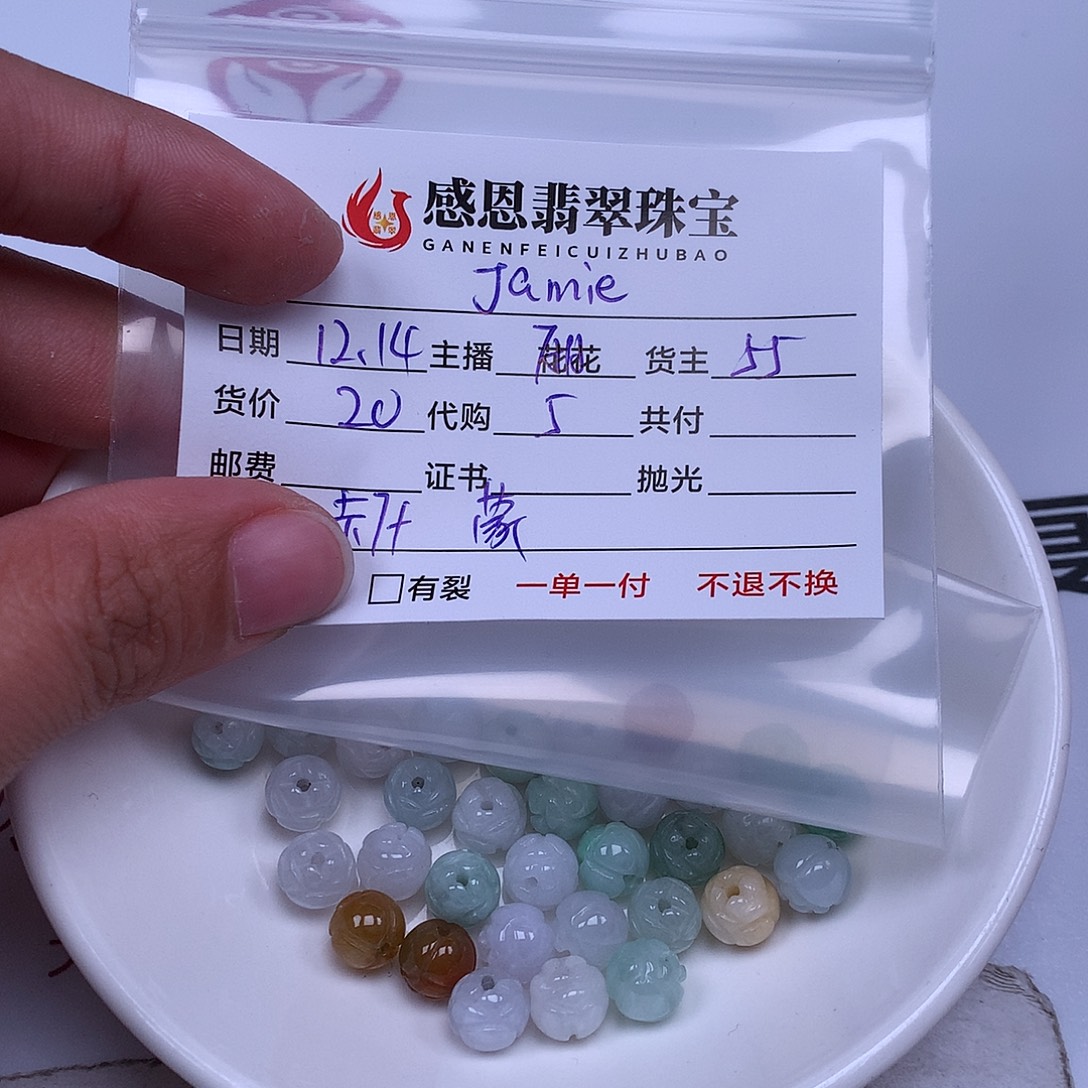 感恩翡翠珠宝
GANENFEICUIZHUBAO
Jamie
日期 12.14 主播 货主 55
货价 20 代购 5 共付
邮费 证书 抛光
蒙
有裂 一单一付 不退不换